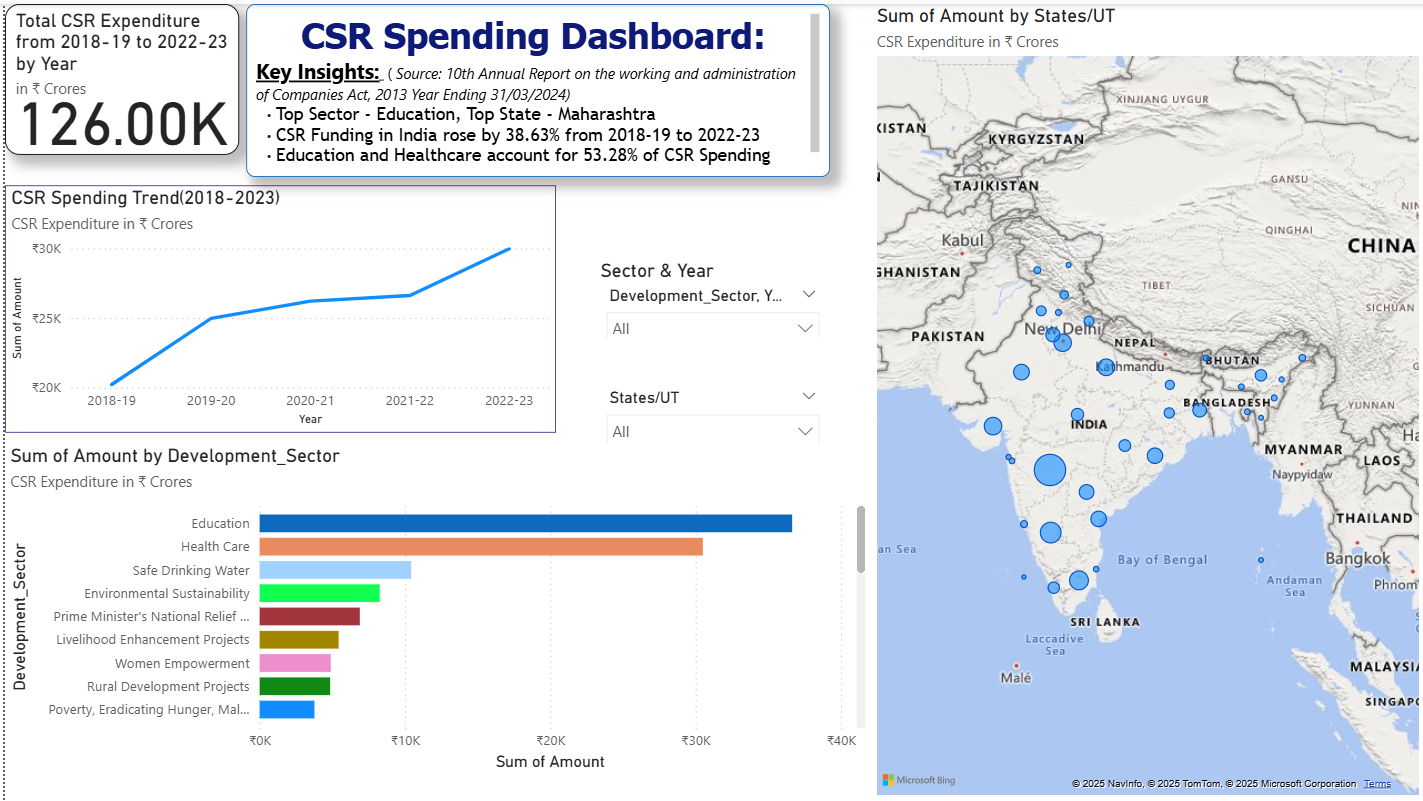 Total CSR Expenditure
from 2018-19 to 2022-23
by Year
in ₹ Crores
126.00K
CSR Spending Dashboard:
Key Insights: ( Source: 10th Annual Report on the working and administration
of Companies Act, 2013 Year Ending 31/03/2024)
• Top Sector - Education, Top State - Maharashtra
• CSR Funding in India rose by 38.63% from 2018-19 to 2022-23
• Education and Healthcare account for 53.28% of CSR Spending
CSR Spending Trend(2018-2023)
CSR Expenditure in ₹ Crores
Sum of Amount
₹30K
₹25K
₹20K
2018-19 2019-20 2020-21 2021-22 2022-23
Year
Sector & Year
Development_Sector, Y...
All
States/UT
All
Sum of Amount by Development_Sector
CSR Expenditure in ₹ Crores
Development_Sector
Education
Health Care
Safe Drinking Water
Environmental Sustainability
Prime Minister's National Relief ...
Livelihood Enhancement Projects
Women Empowerment
Rural Development Projects
Poverty, Eradicating Hunger, Mal...
₹0K ₹10K ₹20K ₹30K ₹40K
Sum of Amount
Sum of Amount by States/UT
CSR Expenditure in ₹ Crores
XINJIANG UYGUR
KISTAN
KYRGYZSTAN
TAJIKISTAN
GANSU
QINGHAI
Kabul
CHINA
GHANISTAN
TIBET
SICHUAN
New Delhi
PAKISTAN
NEPAL
Kathmandu
BHUTAN
BANGLADESH
YUNNAN
INDIA
MYANMAR
LAOS
Naypyidaw
THAILAND
an Sea
Bay of Bengal
Bangkok
Andaman
Sea
Phnom
SRI LANKA
Laccadive
Sea
Malé
MALAYSIA
SINGAPO
Microsoft Bing
© 2025 NavInfo, © 2025 TomTom, © 2025 Microsoft Corporation Terms